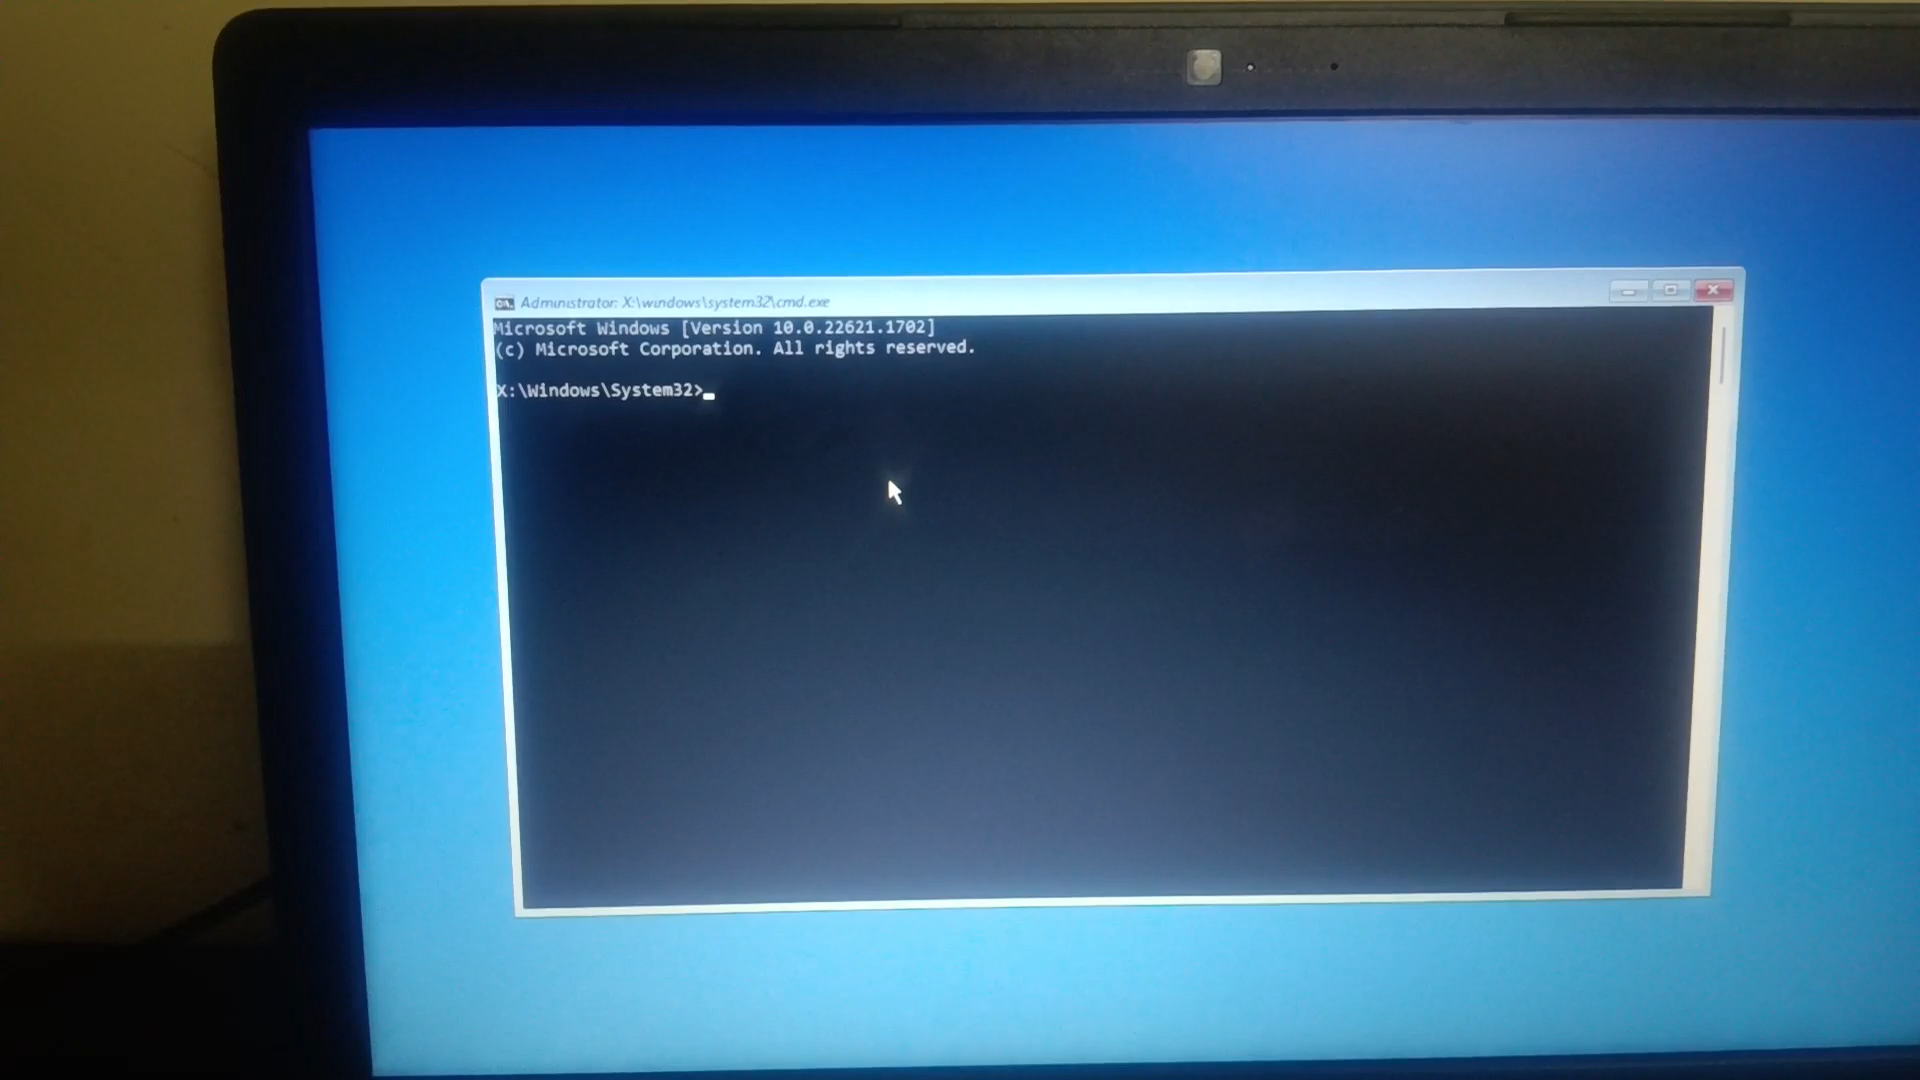 Administrator: X:\windows\system32\cmd.exe
Microsoft Windows [Version 10.0.22621.1702]
(c) Microsoft Corporation. All rights reserved.
X:\Windows\System32>